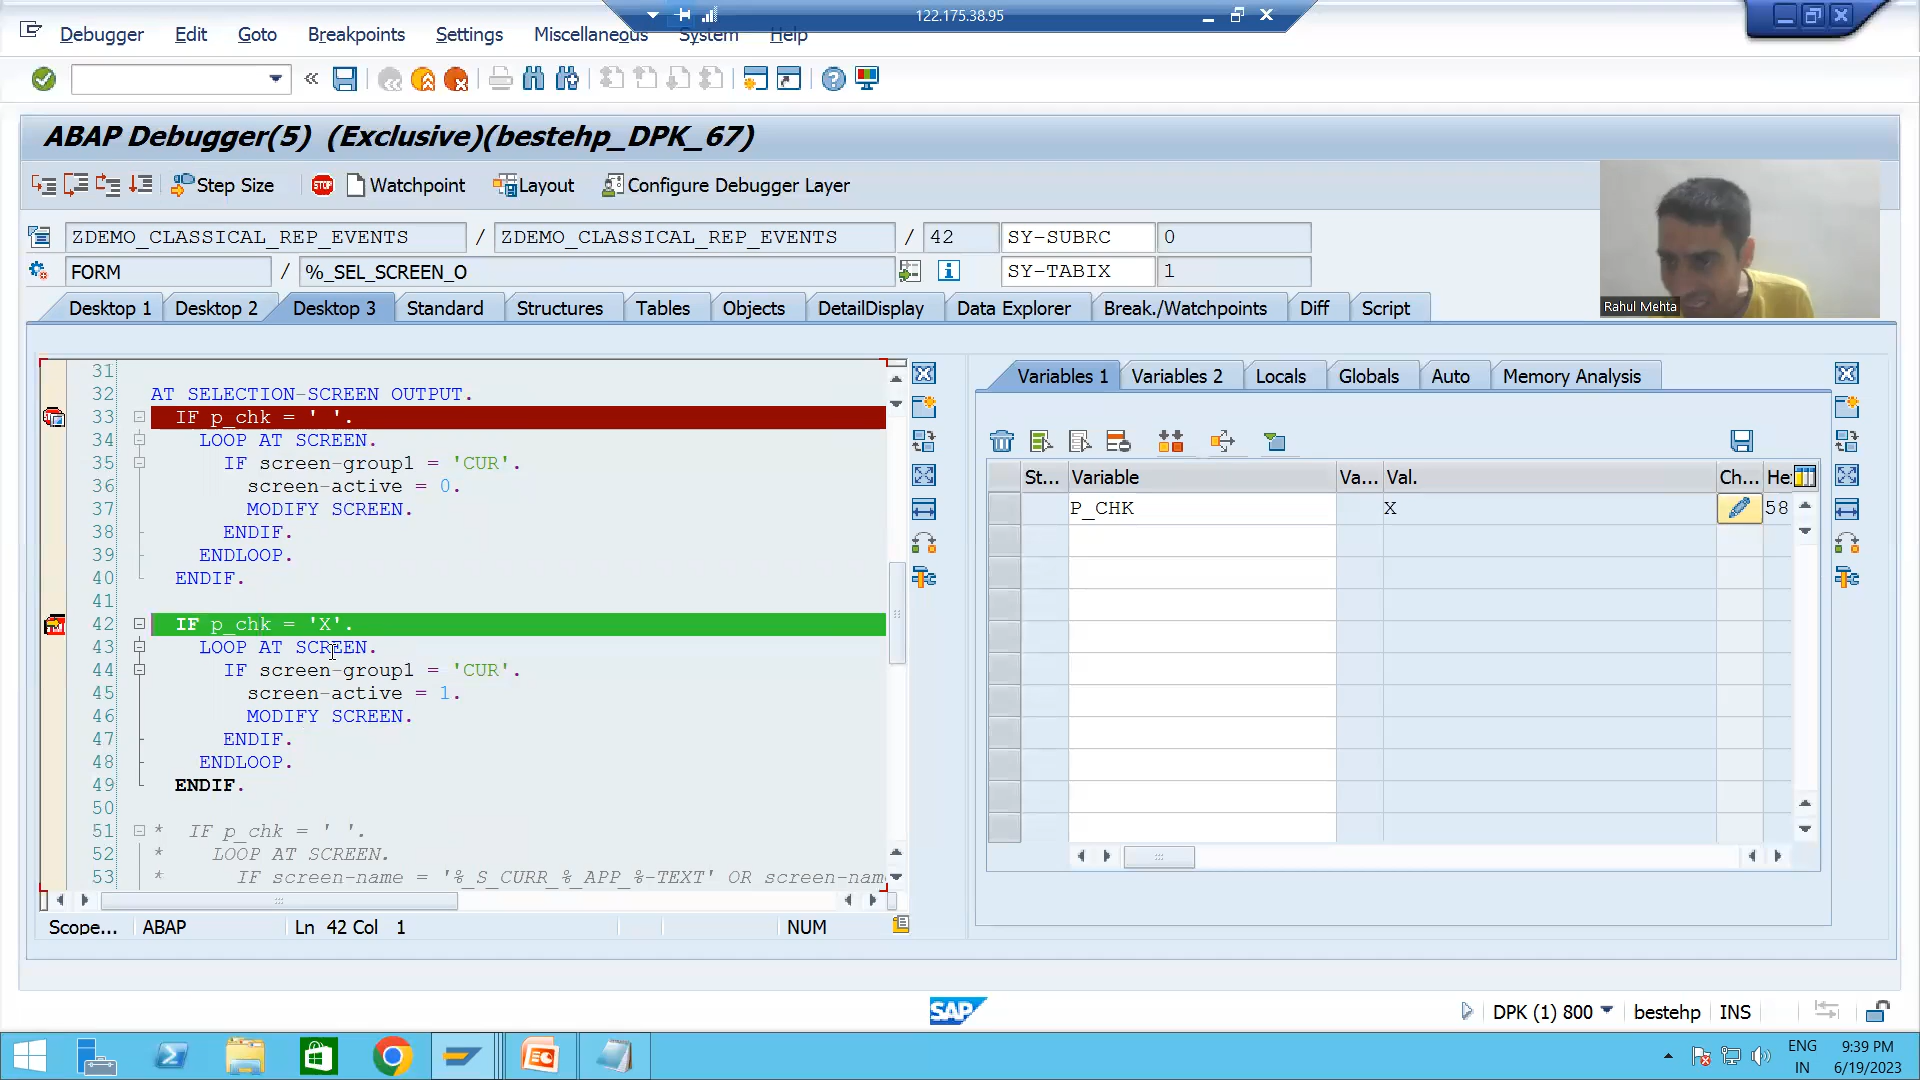 122.175.38.95
Debugger Edit Goto Breakpoints Settings Miscellaneous System Help
ABAP Debugger(5) (Exclusive)(bestehp_DPK_67)
Step Size STOP Watchpoint Layout Configure Debugger Layer
ZDEMO_CLASSICAL_REP_EVENTS / ZDEMO_CLASSICAL_REP_EVENTS / 42 SY-SUBRC 0
FORM / %_SEL_SCREEN_O SY-TABIX 1
Rahul Mehta
Desktop 1 Desktop 2 Desktop 3 Standard Structures Tables Objects DetailDisplay Data Explorer Break./Watchpoints Diff Script
31
32 AT SELECTION-SCREEN OUTPUT.
33 IF p_chk = ' '.
34 LOOP AT SCREEN.
35 IF screen-group1 = 'CUR'.
36 screen-active = 0.
37 MODIFY SCREEN.
38 ENDIF.
39 ENDLOOP.
40 ENDIF.
41
42 IF p_chk = 'X'.
43 LOOP AT SCREEN.
44 IF screen-group1 = 'CUR'.
45 screen-active = 1.
46 MODIFY SCREEN.
47 ENDIF.
48 ENDLOOP.
49 ENDIF.
50
51 * IF p_chk = ' '.
52 * LOOP AT SCREEN.
53 * IF screen-name = '%_S_CURR_%_APP_%-TEXT' OR screen-nam
Scope... ABAP Ln 42 Col 1 NUM
Variables 1 Variables 2 Locals Globals Auto Memory Analysis
St... Variable Va... Val. Ch... He
P_CHK X 58
SAP
DPK (1) 800 bestehp INS
ENG 9:39 PM
IN 6/19/2023